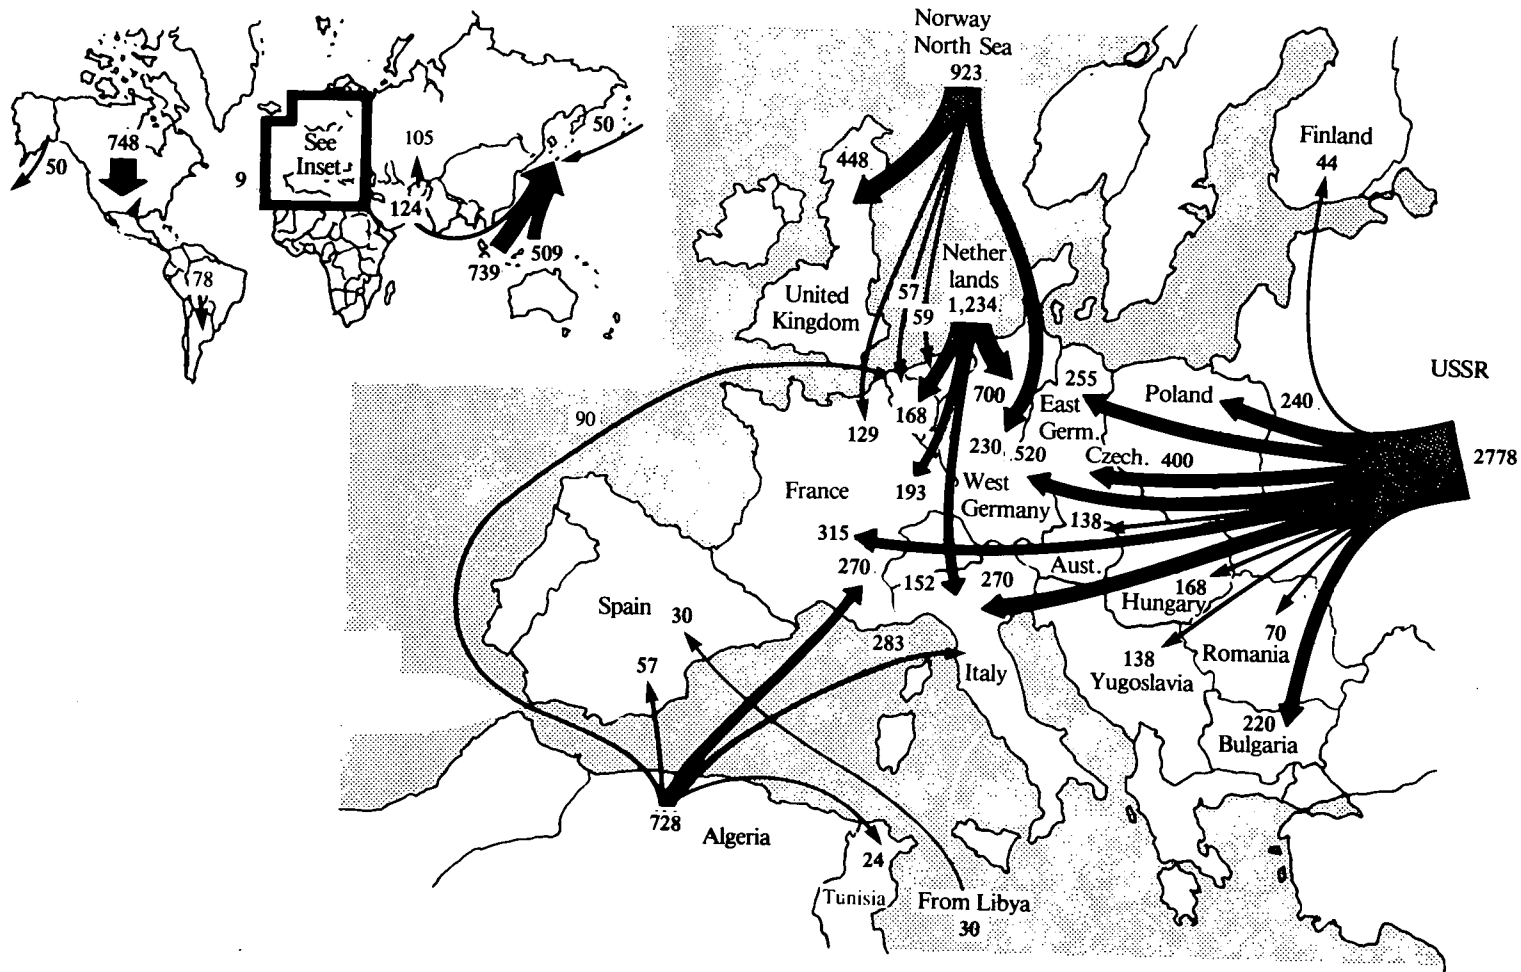 Norway
North Sea
923
748
50
9
See
Inset
105
50
124
78
739
509
448
Finland
44
Nether
lands
1,234
57
59
United
Kingdom
USSR
2778
90
129
168
700
255
East
Germ.
Poland
240
230
520
Czech. 400
193
West
Germany
France
315
138
270
152
270
Aust.
168
Hungary
Spain 30
57
283
Italy
70
Romania
138
Yugoslavia
220
Bulgaria
728
Algeria
24
Tunisia
From Libya
30